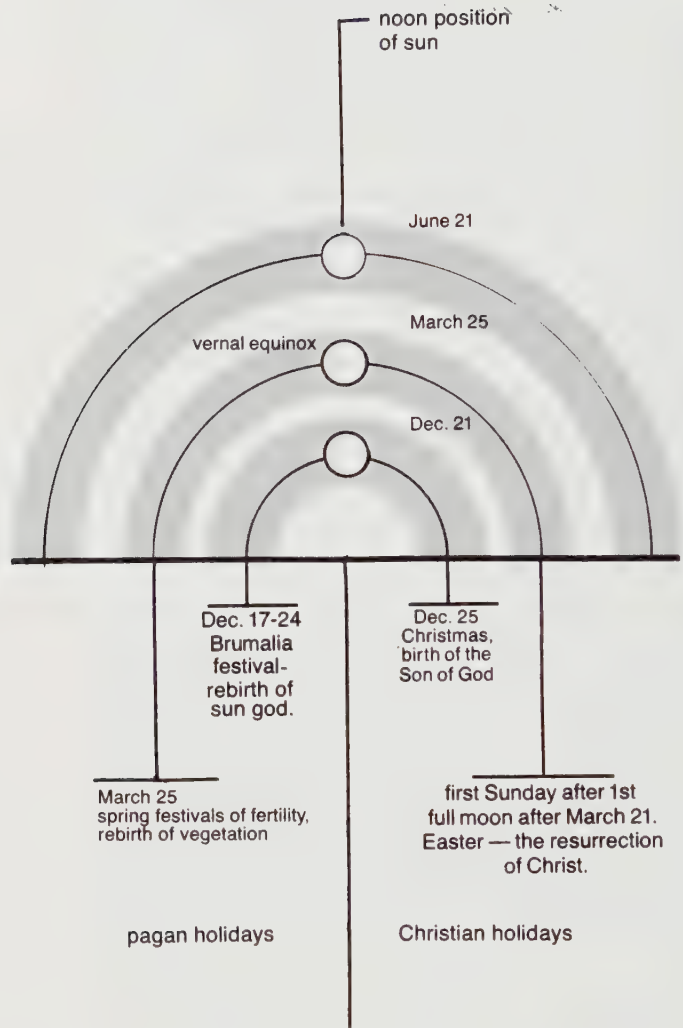 noon position
of sun
June 21
March 25
vernal equinox
Dec. 21
Dec. 17-24
Brumalia
festival-
rebirth of
sun god.
Dec. 25
Christmas,
birth of the
Son of God
March 25
spring festivals of fertility,
rebirth of vegetation
first Sunday after 1st
full moon after March 21.
Easter — the resurrection
of Christ.
pagan holidays
Christian holidays